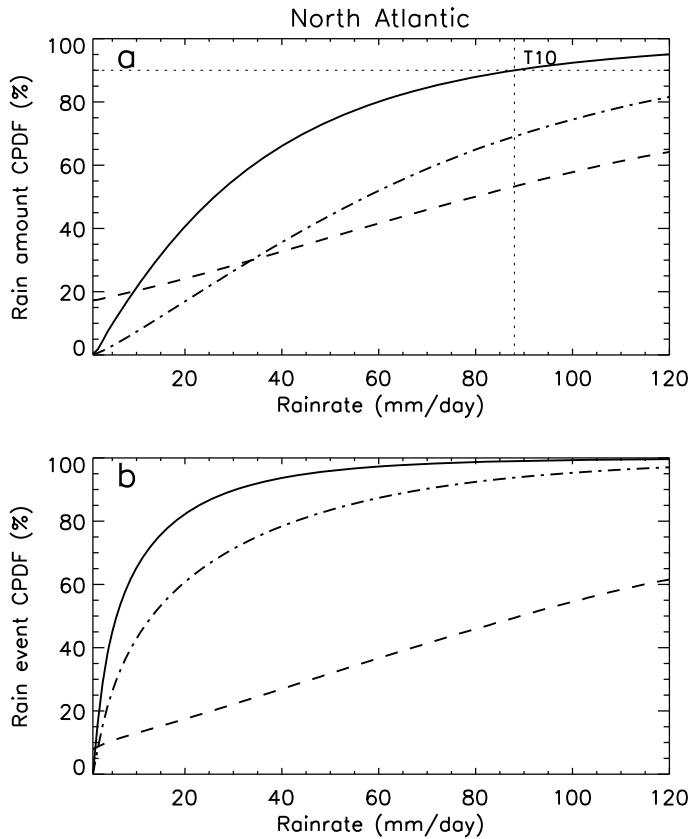 North Atlantic
a
T10
Rain amount CPDF (%)
100
80
60
40
20
0
20 40 60 80 100 120
Rainrate (mm/day)
b
Rain event CPDF (%)
100
80
60
40
20
0
20 40 60 80 100 120
Rainrate (mm/day)